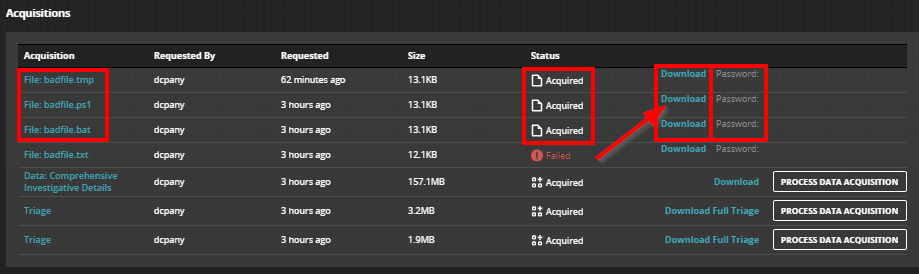 Acquisitions
Acquisition Requested By Requested Size Status
File: badfile.tmp dcpany 62 minutes ago 13.1KB Acquired Download Password:
File: badfile.ps1 dcpany 3 hours ago 13.1KB Acquired Download Password:
File: badfile.bat dcpany 3 hours ago 13.1KB Acquired Download Password:
File: badfile.txt dcpany 3 hours ago 12.1KB Failed Download Password:
Data: Comprehensive
Investigative Details dcpany 3 hours ago 157.1MB Acquired Download PROCESS DATA ACQUISITION
Triage dcpany 3 hours ago 3.2MB Acquired Download Full Triage PROCESS DATA ACQUISITION
Triage dcpany 3 hours ago 1.9MB Acquired Download Full Triage PROCESS DATA ACQUISITION